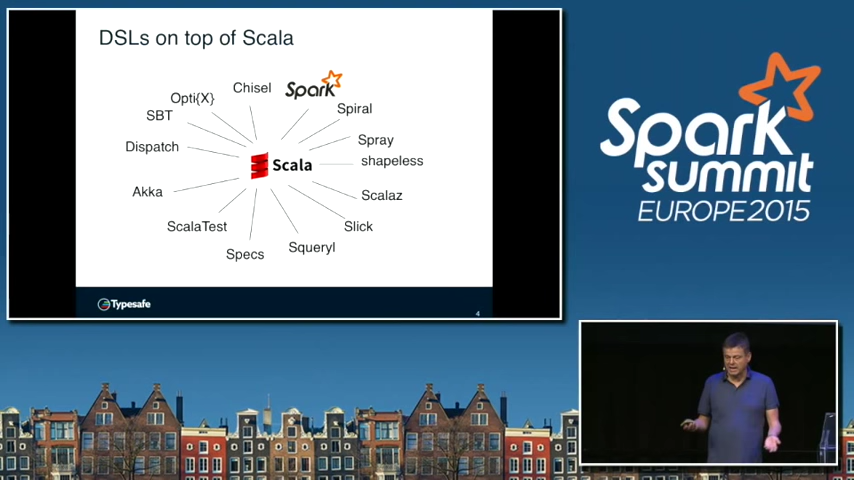 DSLs on top of Scala
Chisel
Spark
Opti{X}
Spiral
SBT
Spray
Dispatch
shapeless
Scala
Akka
Scalaz
ScalaTest
Slick
Squeryl
Specs
Typesafe
4
Spark
summit
EUROPE 2015